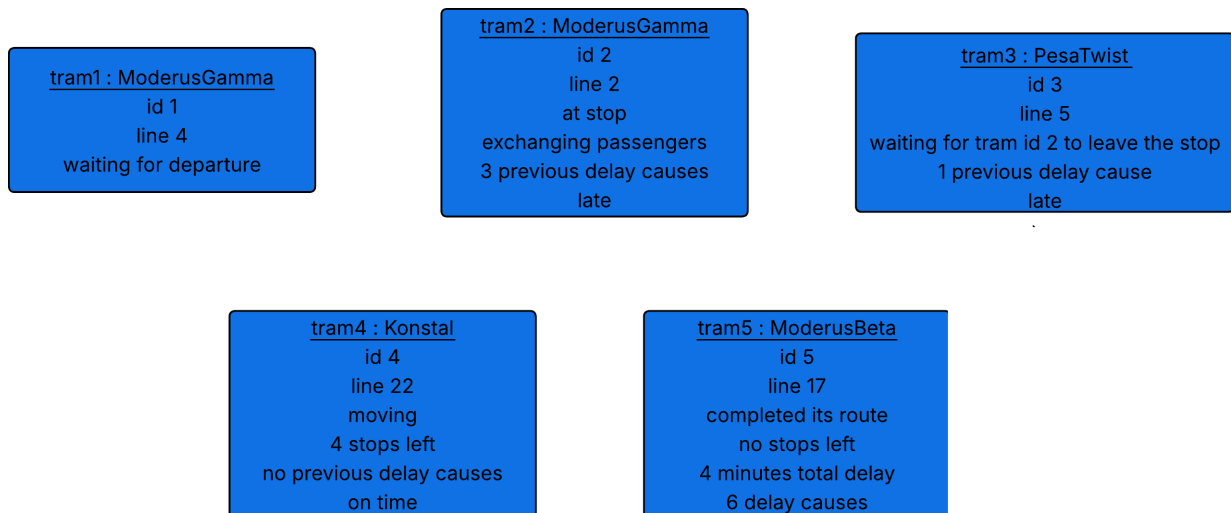 tram1 : ModerusGamma
id 1
line 4
waiting for departure
tram2 : ModerusGamma
id 2
line 2
at stop
exchanging passengers
3 previous delay causes
late
tram3 : PesaTwist
id 3
line 5
waiting for tram id 2 to leave the stop
1 previous delay cause
late
tram4 : Konstal
id 4
line 22
moving
4 stops left
no previous delay causes
on time
tram5 : ModerusBeta
id 5
line 17
completed its route
no stops left
4 minutes total delay
6 delay causes